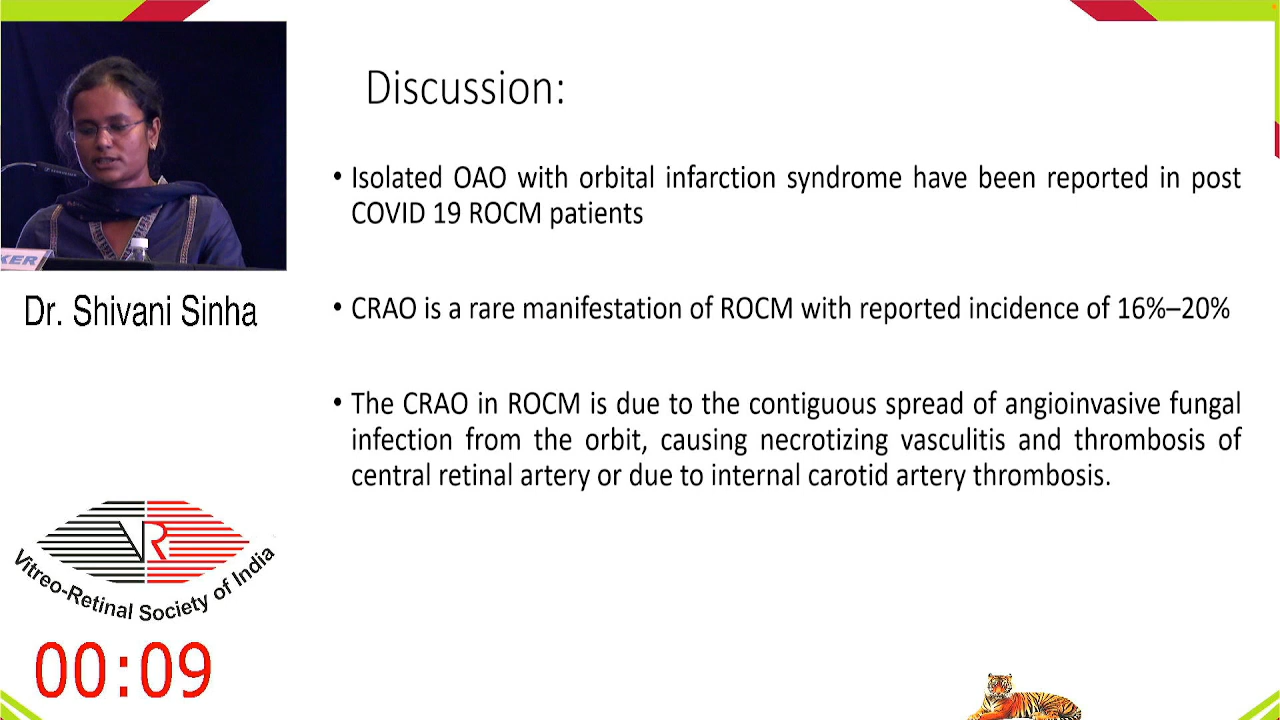 Discussion:
• Isolated OAO with orbital infarction syndrome have been reported in post
COVID 19 ROCM patients
• CRAO is a rare manifestation of ROCM with reported incidence of 16%–20%
• The CRAO in ROCM is due to the contiguous spread of angioinvasive fungal
infection from the orbit, causing necrotizing vasculitis and thrombosis of
central retinal artery or due to internal carotid artery thrombosis.
KER
Dr. Shivani Sinha
VR
Vitreo-Retinal Society of India
00:09